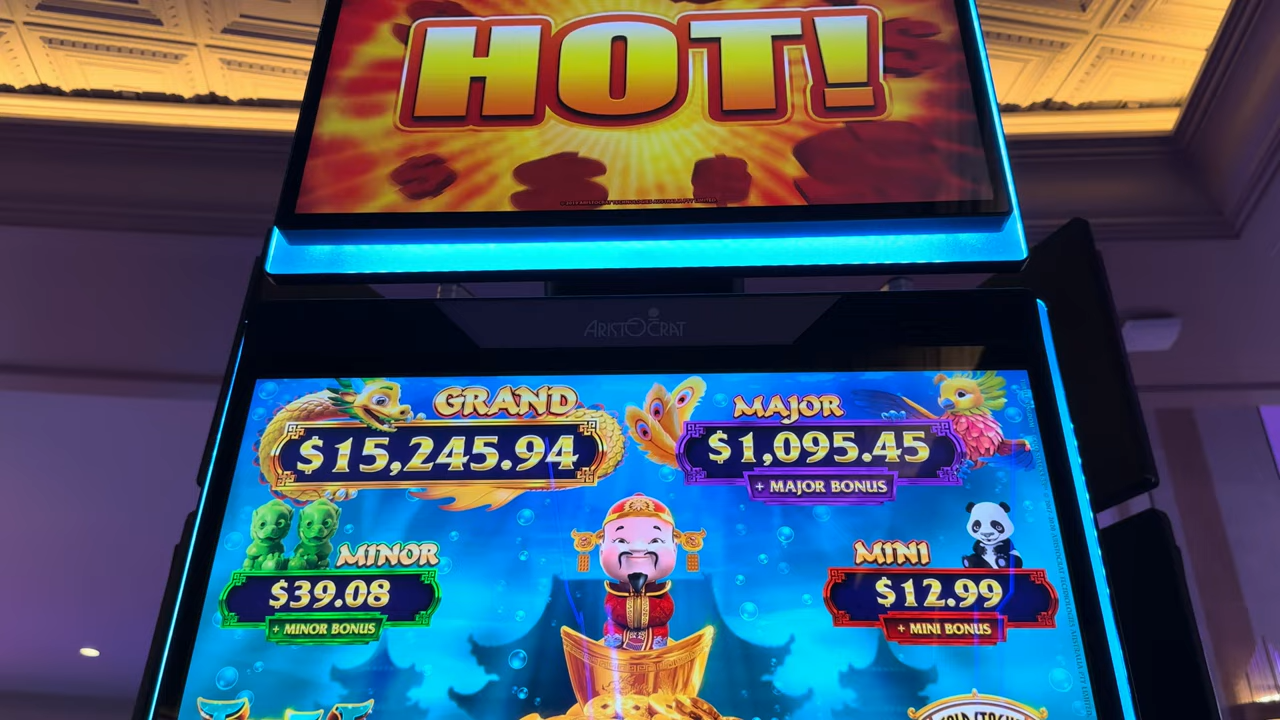 HOT!
ARISTOCRAT
GRAND
$15,245.94
MAJOR
$1,095.45
+ MAJOR BONUS
MINOR
$39.08
+ MINOR BONUS
MINI
$12.99
+ MINI BONUS